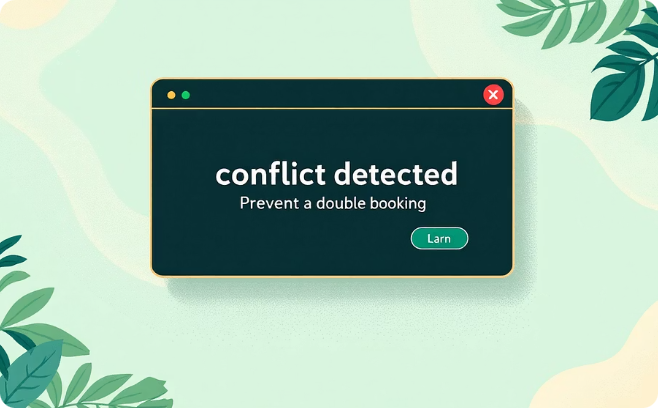 conflict detected
Prevent a double booking
Larn